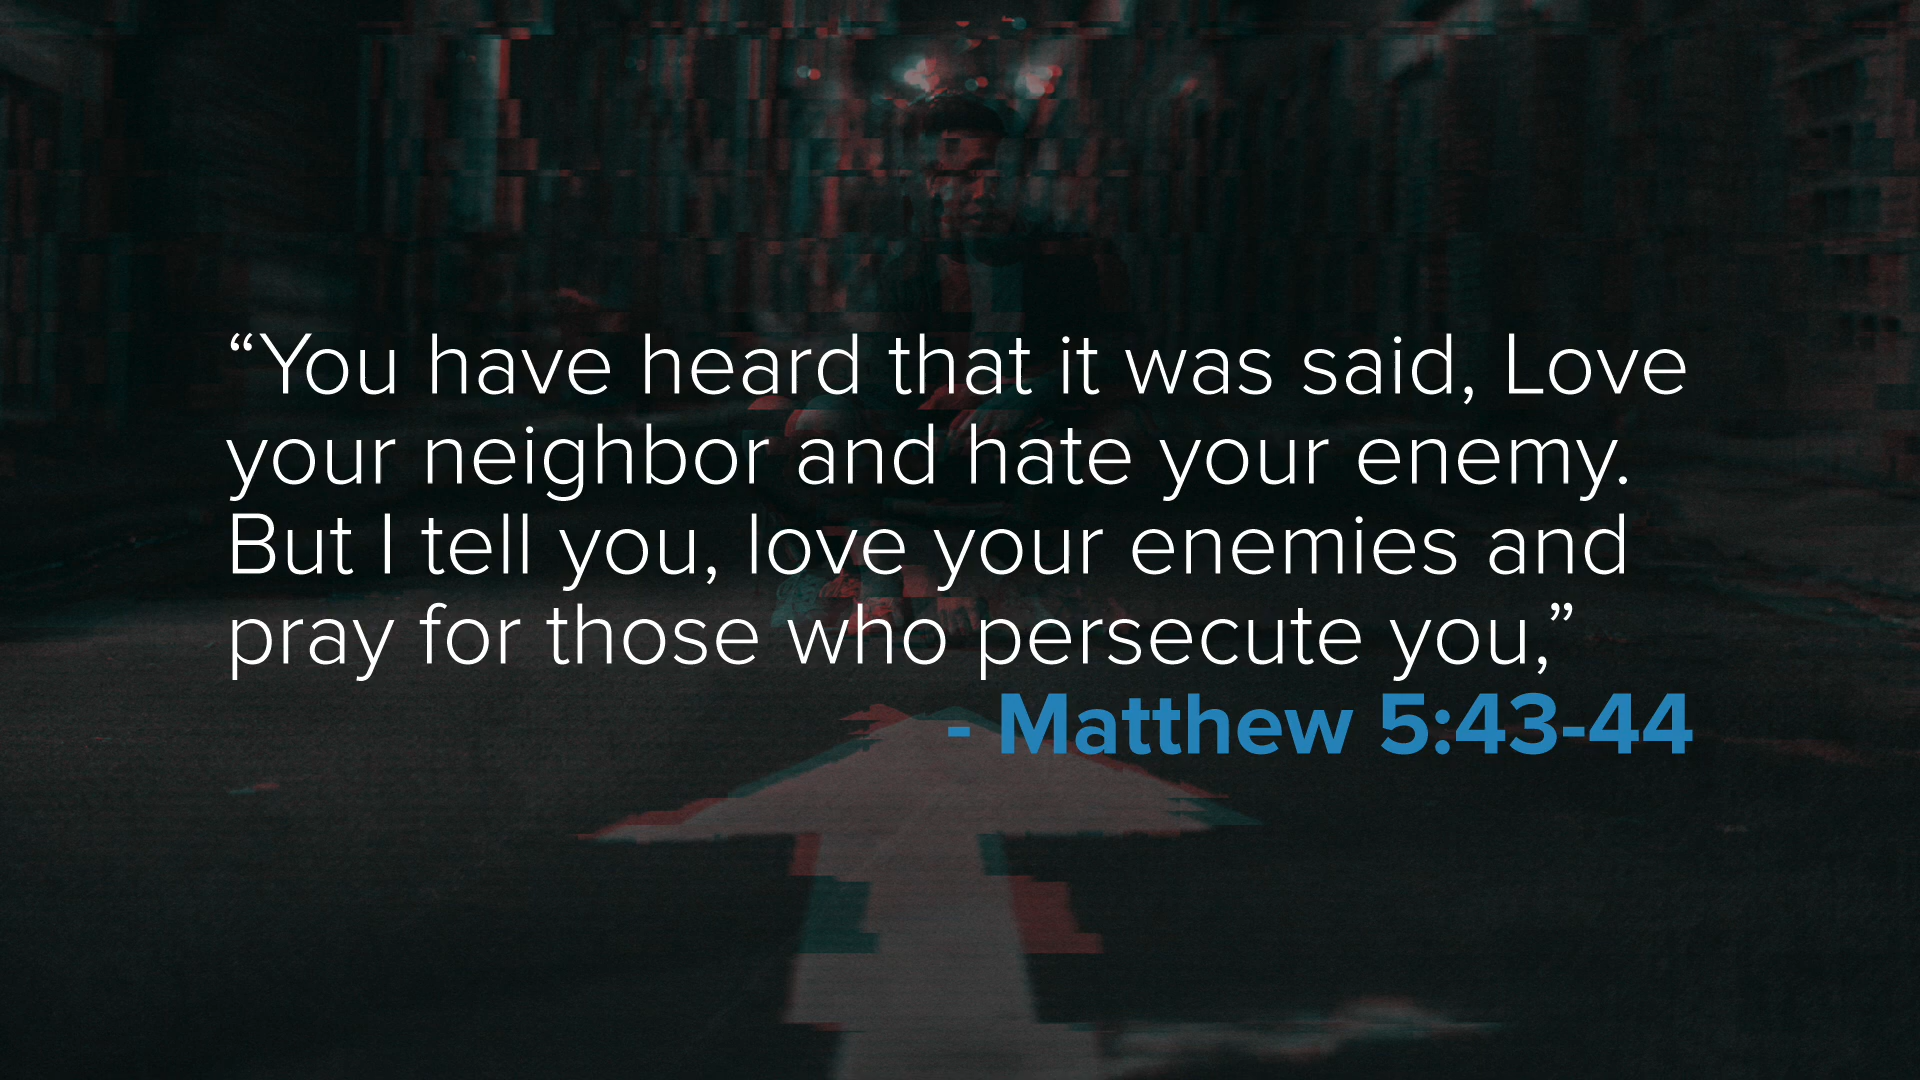 “You have heard that it was said, Love
your neighbor and hate your enemy.
But I tell you, love your enemies and
pray for those who persecute you,”
- Matthew 5:43-44